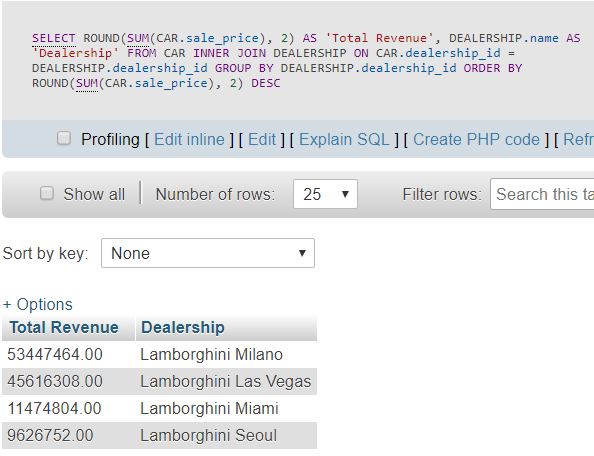 SELECT ROUND(SUM(CAR.sale_price), 2) AS 'Total Revenue', DEALERSHIP.name AS
'Dealership' FROM CAR INNER JOIN DEALERSHIP ON CAR.dealership_id =
DEALERSHIP.dealership_id GROUP BY DEALERSHIP.dealership_id ORDER BY
ROUND(SUM(CAR.sale_price), 2) DESC
Profiling [ Edit inline ] [ Edit ] [ Explain SQL ] [ Create PHP code ] [ Refr
Show all Number of rows: 25 Filter rows: Search this ta
Sort by key: None
+ Options
Total Revenue Dealership
53447464.00 Lamborghini Milano
45616308.00 Lamborghini Las Vegas
11474804.00 Lamborghini Miami
9626752.00 Lamborghini Seoul